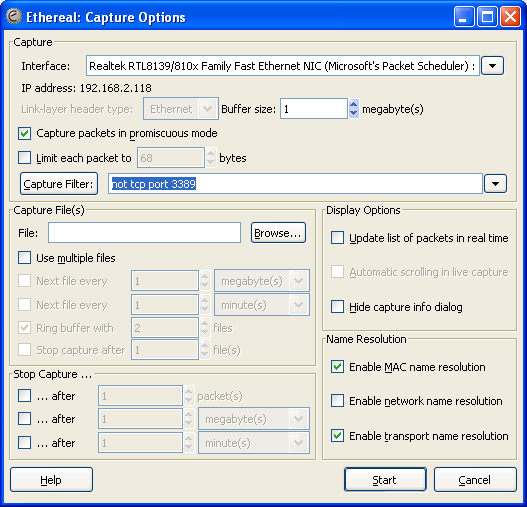 Ethereal: Capture Options
Capture
Interface: Realtek RTL8139/810x Family Fast Ethernet NIC (Microsoft's Packet Scheduler) :
IP address: 192.168.2.118
Link-layer header type: Ethernet Buffer size: 1 megabyte(s)
Capture packets in promiscuous mode
Limit each packet to 68 bytes
Capture Filter: not tcp port 3389
Capture File(s)
File: Browse...
Use multiple files
Next file every 1 megabyte(s)
Next file every 1 minute(s)
Ring buffer with 2 files
Stop capture after 1 file(s)
Stop Capture ...
... after 1 packet(s)
... after 1 megabyte(s)
... after 1 minute(s)
Display Options
Update list of packets in real time
Automatic scrolling in live capture
Hide capture info dialog
Name Resolution
Enable MAC name resolution
Enable network name resolution
Enable transport name resolution
Help Start Cancel